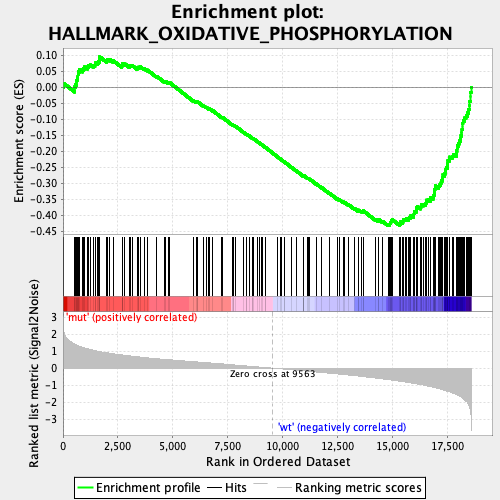 Enrichment plot:
HALLMARK_OXIDATIVE_PHOSPHORYLATION
Enrichment score (ES)
0.10
0.05
0.00
-0.05
-0.10
-0.15
-0.20
-0.25
-0.30
-0.35
-0.40
-0.45
Ranked list metric (Signal2Noise)
'mut' (positively correlated)
3
2
1
0
-1
-2
-3
Zero cross at 9563
'wt' (negatively correlated)
0
2,500
5,000
7,500
10,000
12,500
15,000
17,500
Rank in Ordered Dataset
Enrichment profile
Hits
Ranking metric scores